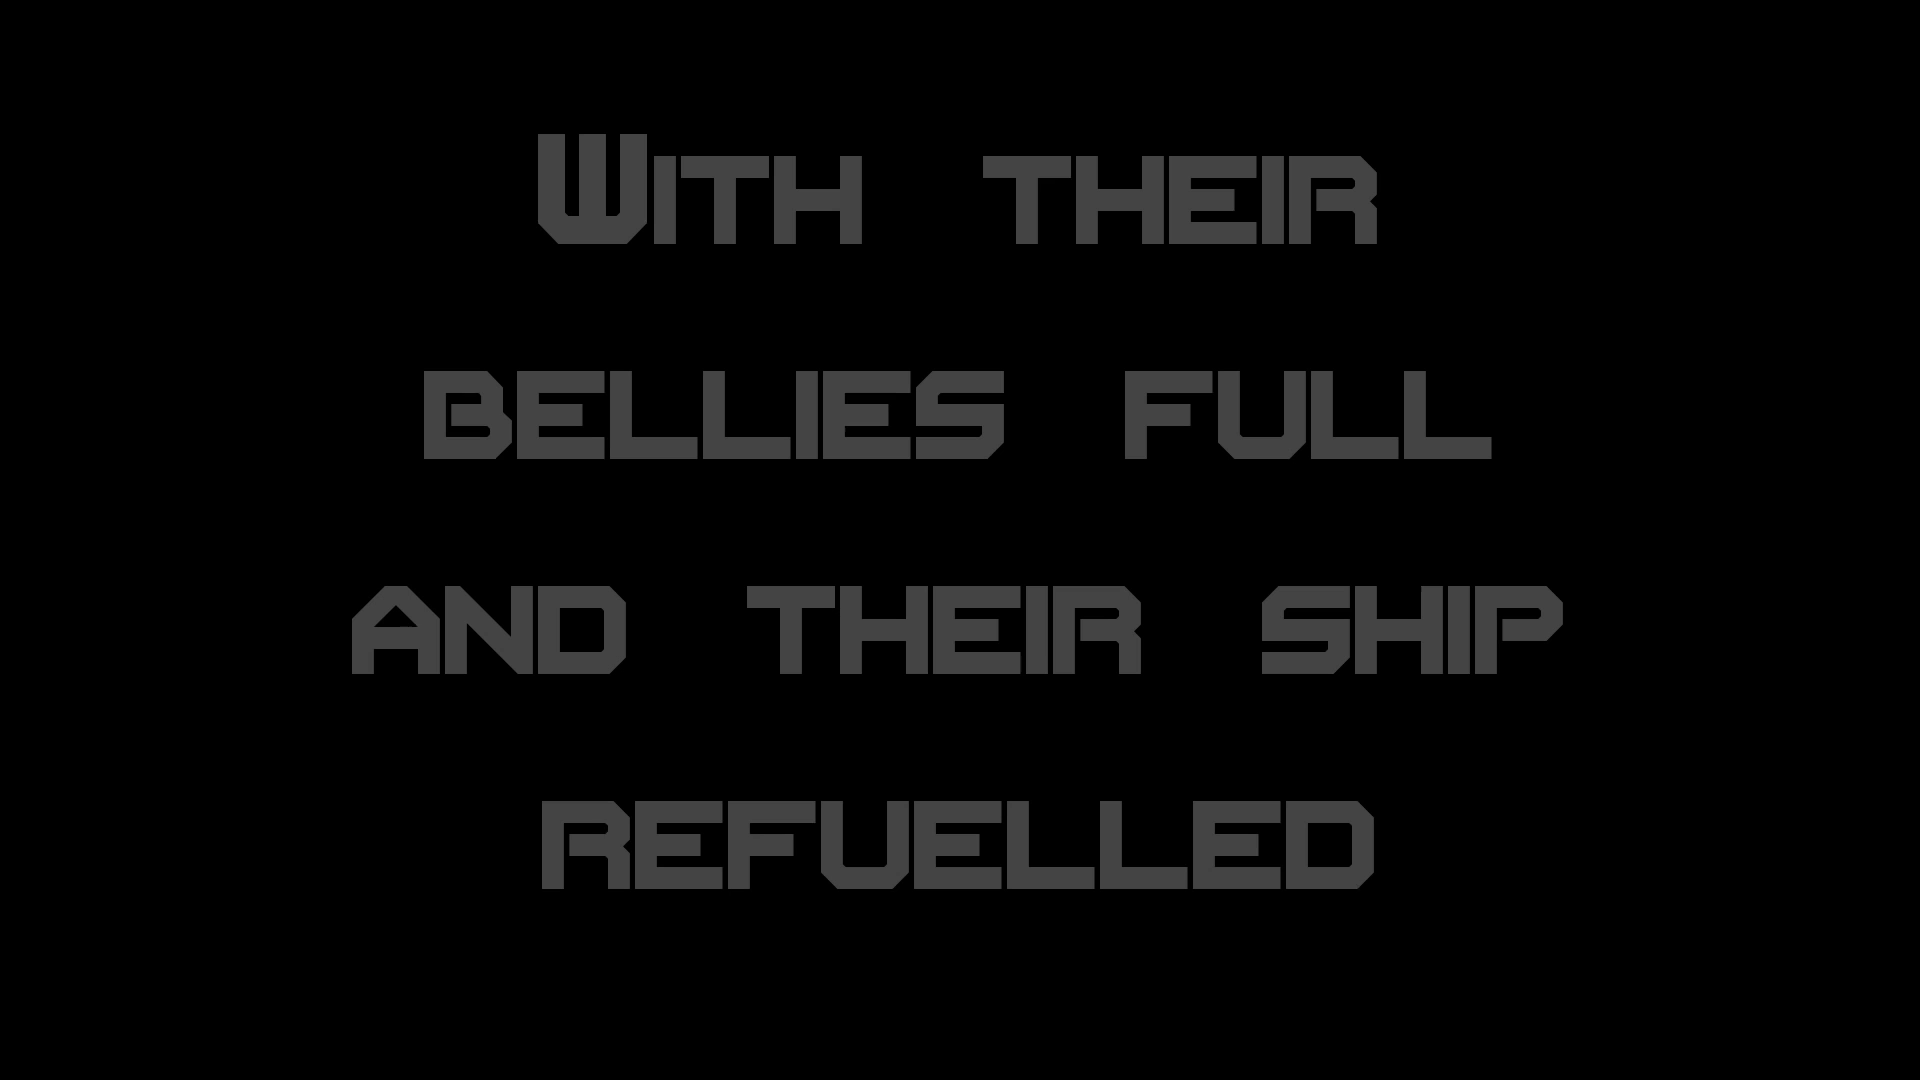 With their
bellies full
and their ship
refuelled